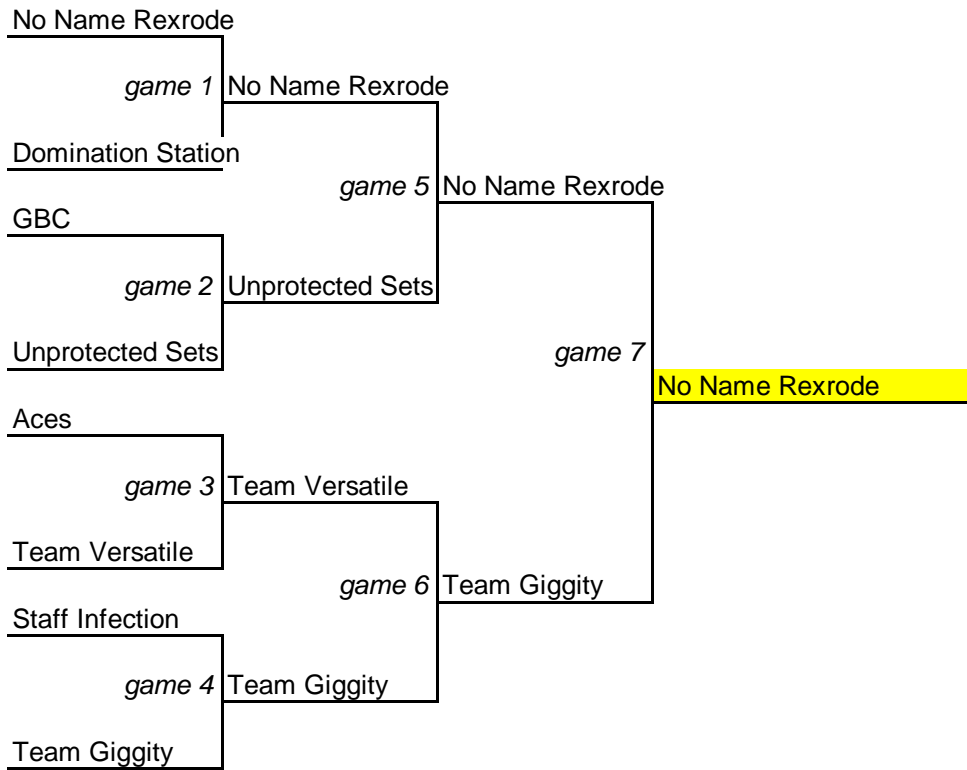 No Name Rexrode
game 1 No Name Rexrode
Domination Station
game 5 No Name Rexrode
GBC
game 2 Unprotected Sets
Unprotected Sets
game 7
No Name Rexrode
Aces
game 3 Team Versatile
Team Versatile
game 6 Team Giggity
Staff Infection
game 4 Team Giggity
Team Giggity